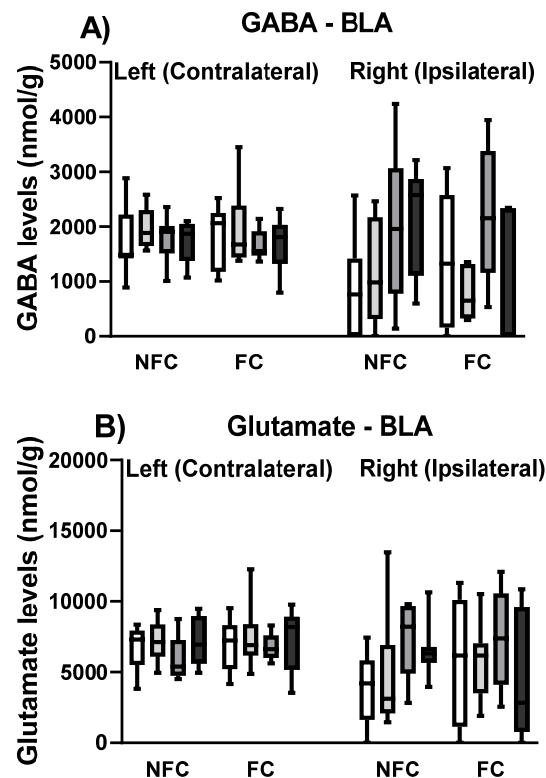 A) GABA - BLA
GABA levels (nmol/g)
5000
4000
3000
2000
1000
0
Left (Contralateral) Right (Ipsilateral)
NFC FC NFC FC
B) Glutamate - BLA
Glutamate levels (nmol/g)
20000
15000
10000
5000
0
Left (Contralateral) Right (Ipsilateral)
NFC FC NFC FC